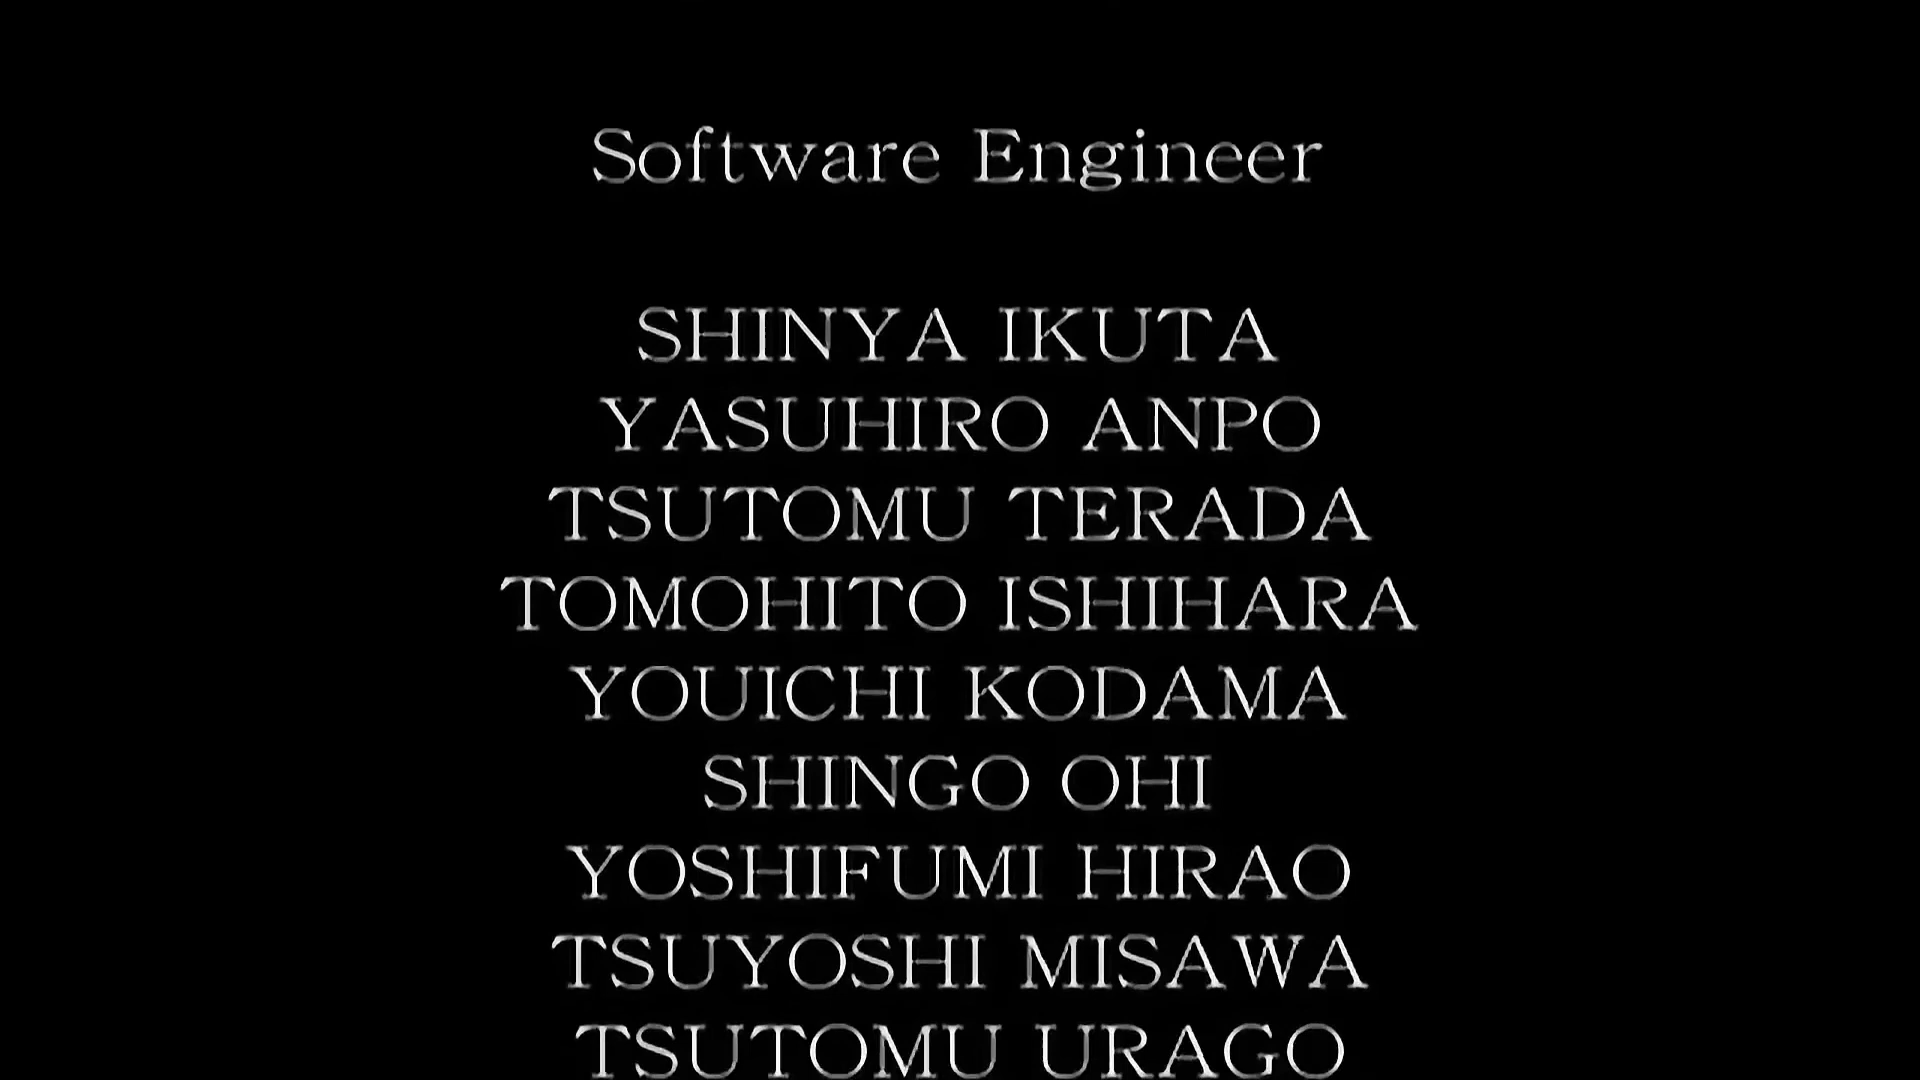 Software Engineer
SHINYA IKUTA
YASUHIRO ANPO
TSUTOMU TERADA
TOMOHITO ISHIHARA
YOUICHI KODAMA
SHINGO OHI
YOSHIFUMI HIRAO
TSUYOSHI MISAWA
TSUTOMU URAGO